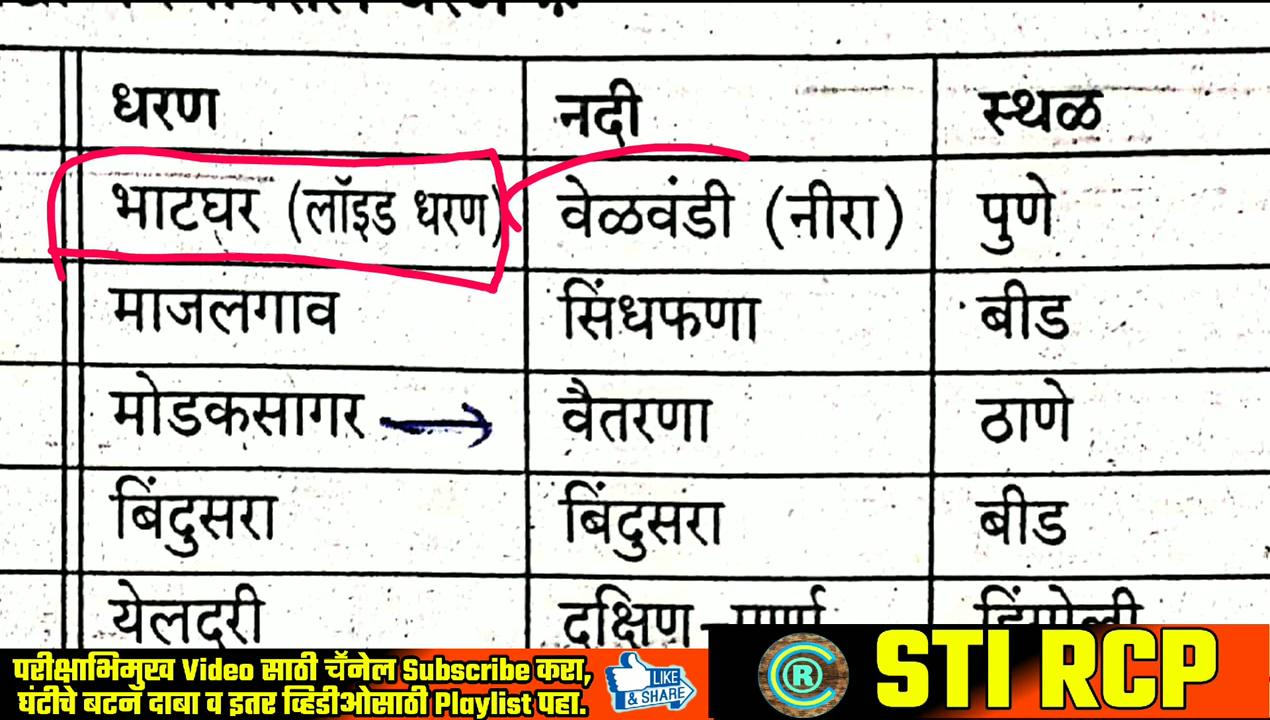 धरण नदी स्थळ
भाटघर (लॉइड धरण) वेळवंडी (नीरा) पुणे
माजलगाव सिंधफणा बीड
मोडकसागर वैतरणा ठाणे
बिंदुसरा बिंदुसरा बीड
येलदरी दक्षिण
परीक्षाभिमुख Video साठी चॅनेल Subscribe करा,
घंटीचे बटन दाबा व इतर व्हिडीओसाठी Playlist पहा.
LIKE
& SHARE
C R
STI RCP